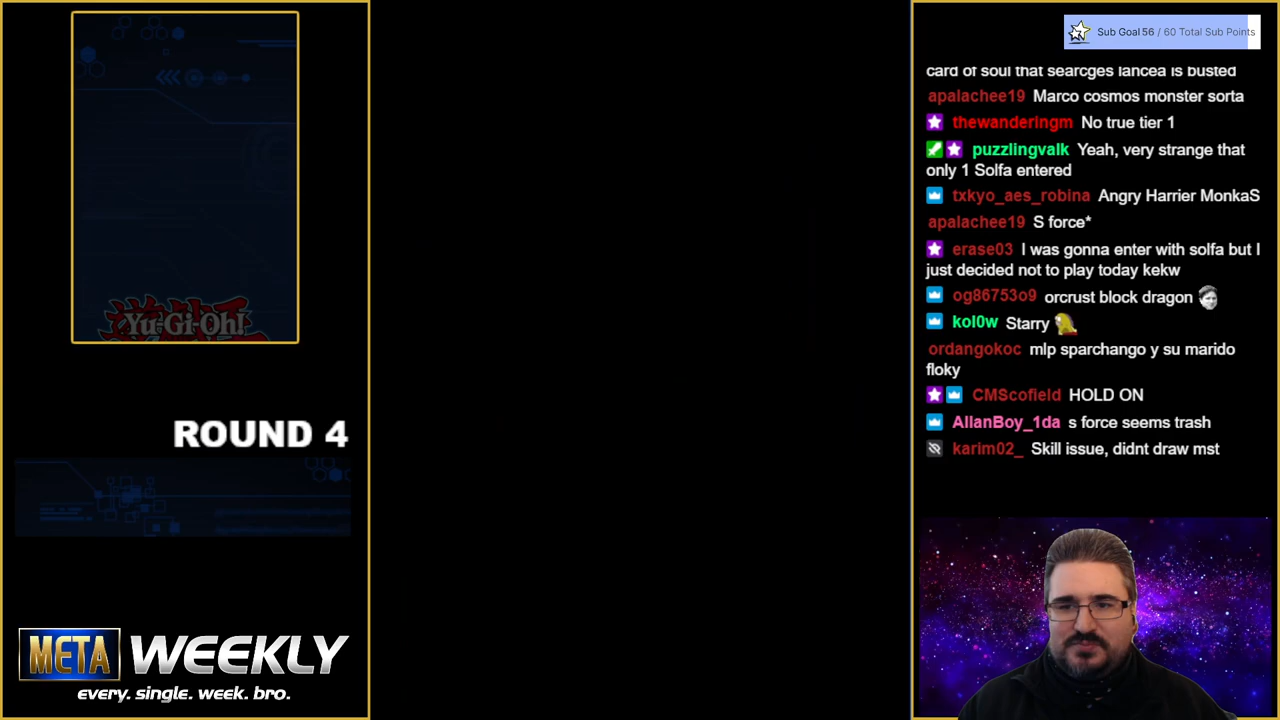 Sub Goal 56 / 60 Total Sub Points
card of soul that searcges lancea is busted
apalachee19 Marco cosmos monster sorta
thewanderingm No true tier 1
puzzlingvalk Yeah, very strange that
only 1 Solfa entered
txkyo_aes_robina Angry Harrier MonkaS
apalachee19 S force*
erase03 I was gonna enter with solfa but I
just decided not to play today kekw
og86753o9 orcrust block dragon
kol0w Starry
ordangokoc mlp sparchango y su marido
floky
CMScofield HOLD ON
AllanBoy_1da s force seems trash
karim02_ Skill issue, didnt draw mst
Yu-Gi-Oh!
ROUND 4
META WEEKLY
every. single. week. bro.